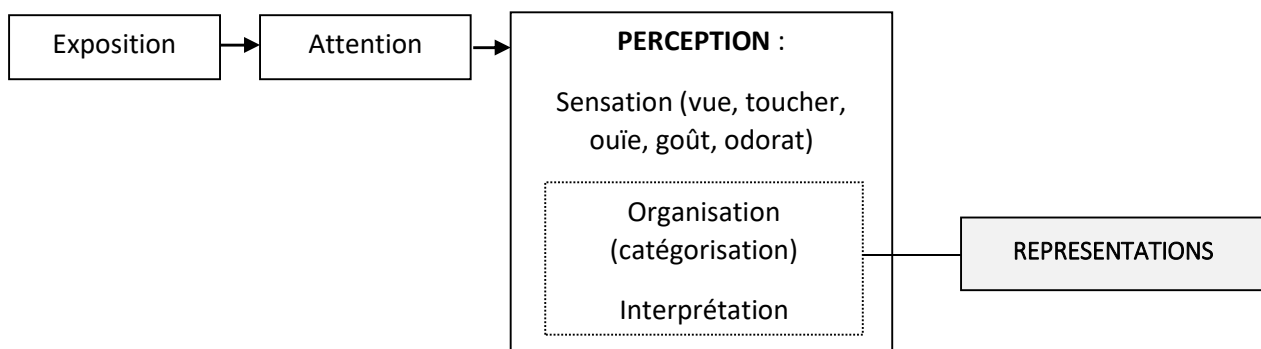 Exposition
Attention
PERCEPTION :
Sensation (vue, toucher,
ouïe, goût, odorat)
Organisation
(catégorisation)
Interprétation
REPRESENTATIONS